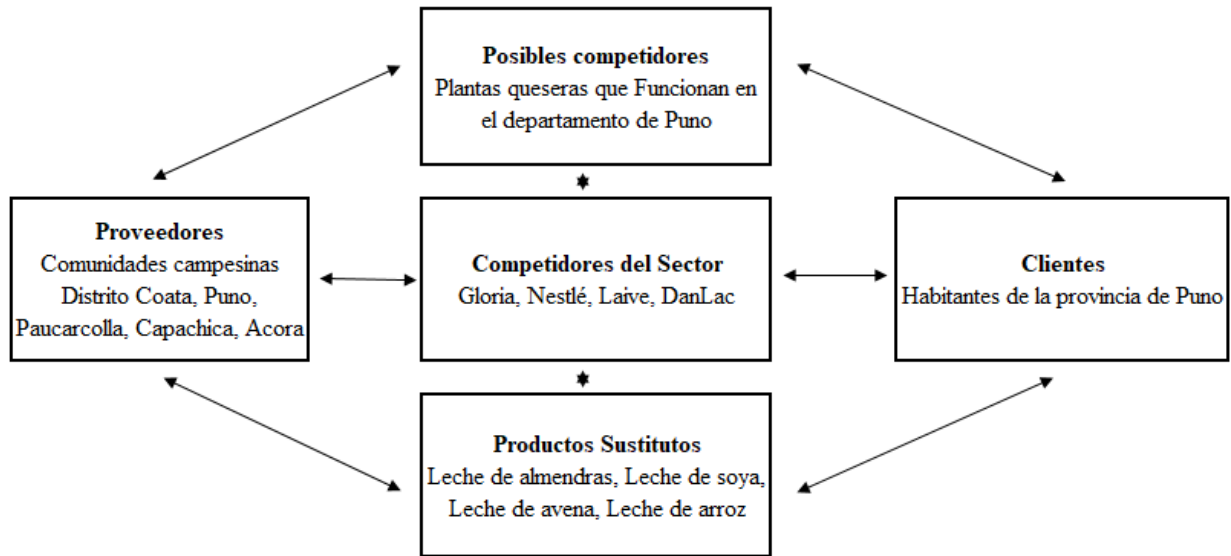 Posibles competidores
Plantas queseras que Funcionan en
el departamento de Puno
Proveedores
Comunidades campesinas
Distrito Coata, Puno,
Paucarcolla, Capachica, Acora
Competidores del Sector
Gloria, Nestlé, Laive, DanLac
Clientes
Habitantes de la provincia de Puno
Productos Sustitutos
Leche de almendras, Leche de soya,
Leche de avena, Leche de arroz